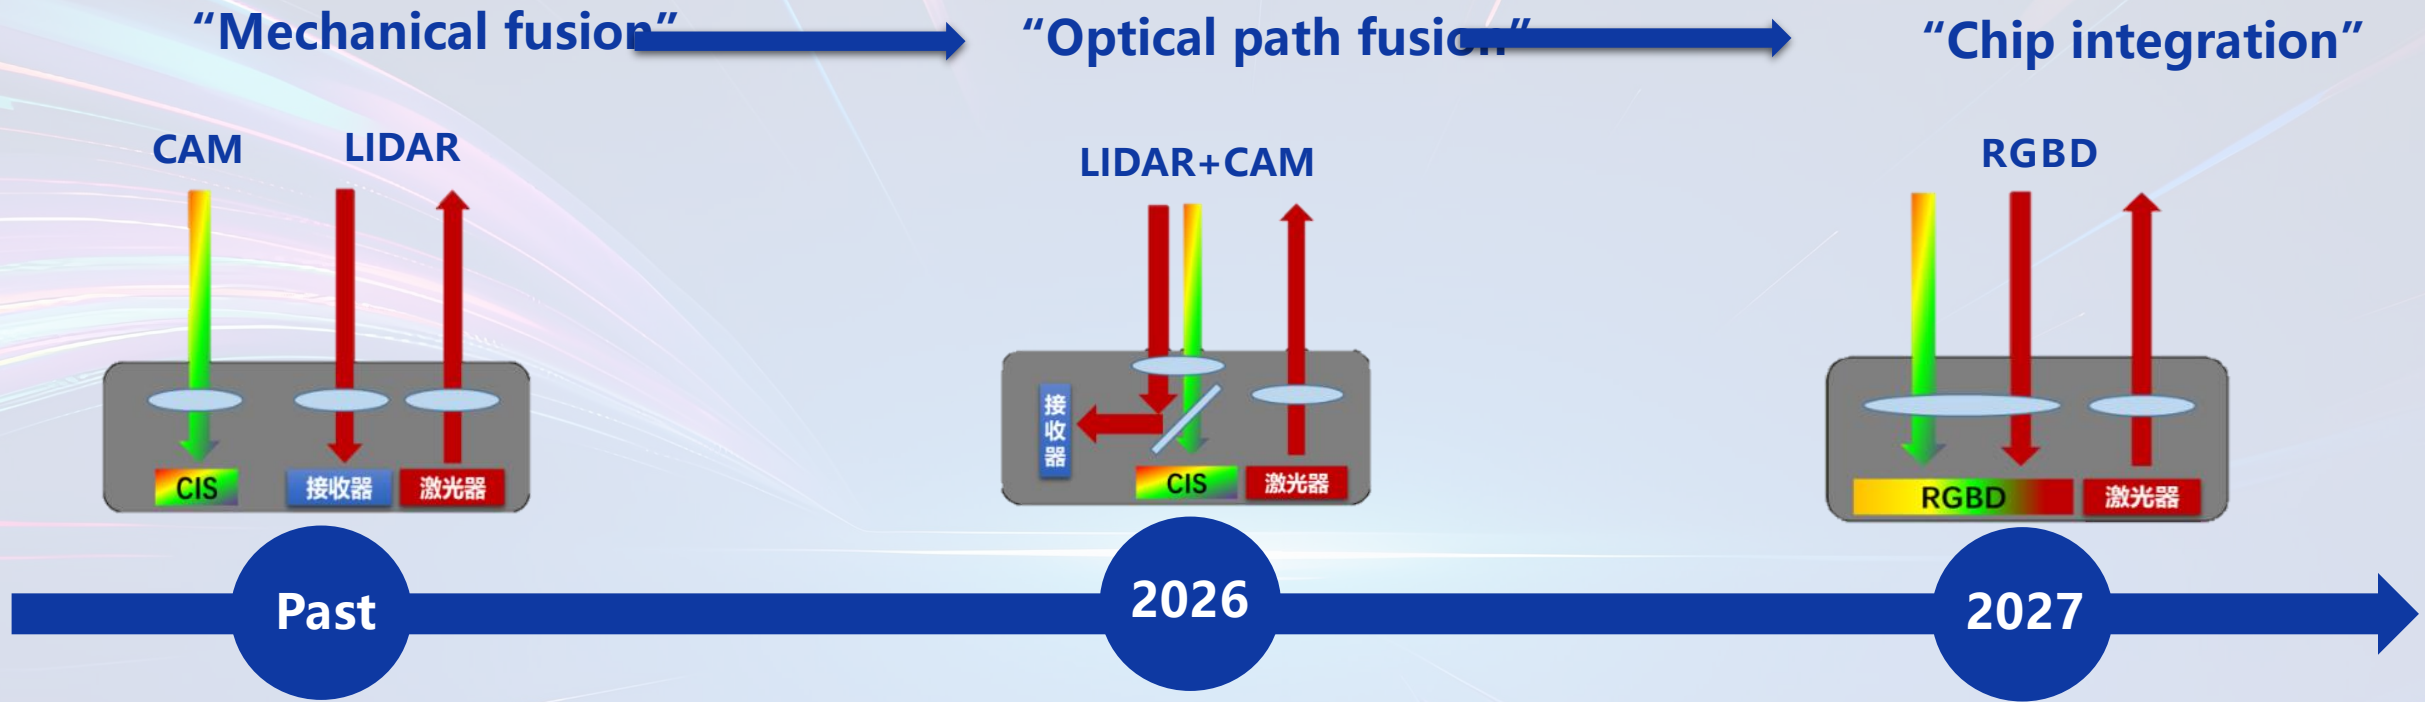 “Mechanical fusion”
“Optical path fusion”
“Chip integration”
CAM
LIDAR
LIDAR+CAM
RGBD
CIS
接收器
激光器
接收器
CIS
激光器
RGBD
激光器
Past
2026
2027